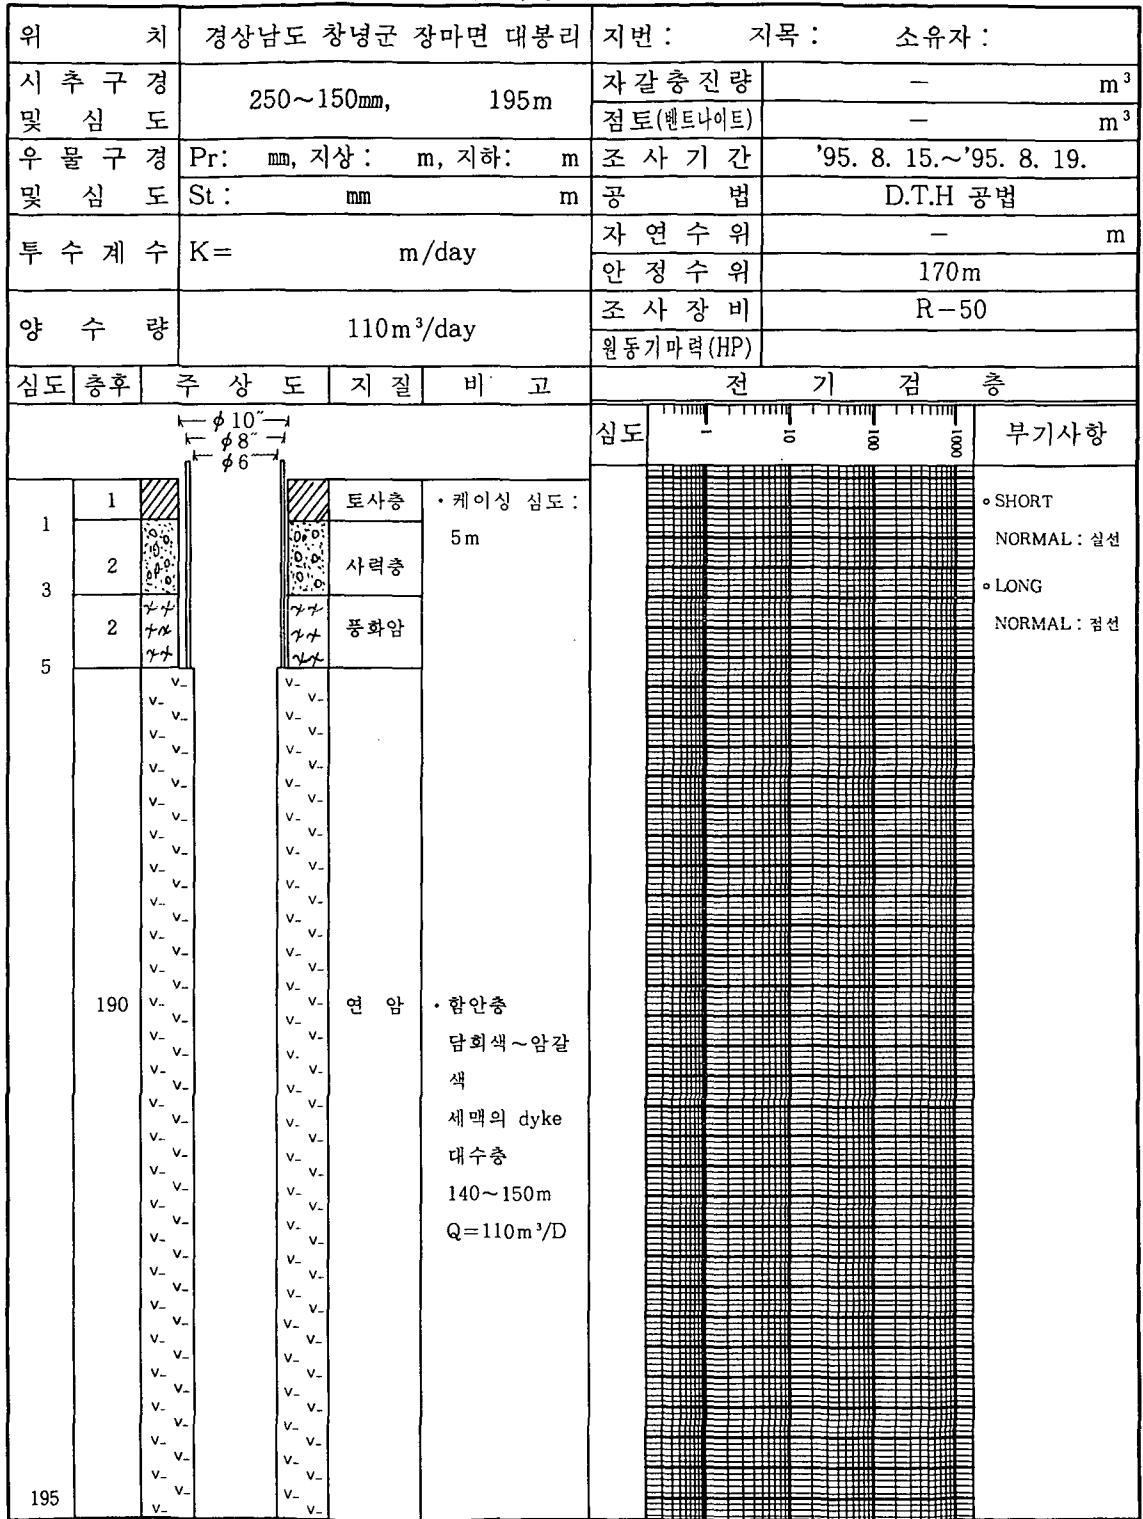 위 치 경상남도 창녕군 장마면 대봉리 지번 : 지목 : 소유자 :
시 추 구 경 및 심 도 250~150㎜, 195m
자갈충진량 — m³
점토(벤트나이트) — m³
우 물 구 경 및 심 도 Pr: ㎜, 지상 : m, 지하: m
St : ㎜ m
조 사 기 간 '95. 8. 15.~'95. 8. 19.
공 법 D.T.H 공법
투 수 계 수 K= m/day
자 연 수 위 — m
안 정 수 위 170m
양 수 량 110m³/day
조 사 장 비 R-50
원동기마력(HP)
심도 층후 주 상 도 지 질 비 고 전 기 검 층
ϕ 10″
ϕ 8″
ϕ 6″
심도 1 10 100 1000 부기사항
1 토사층 · 케이싱 심도 :
5m
1
2 사력층
3
2 풍화암
5
∘ SHORT
NORMAL : 실선
∘ LONG
NORMAL : 점선
190 연 암 · 함안층
담회색~암갈
색
세맥의 dyke
대수층
140~150m
Q=110m³/D
195